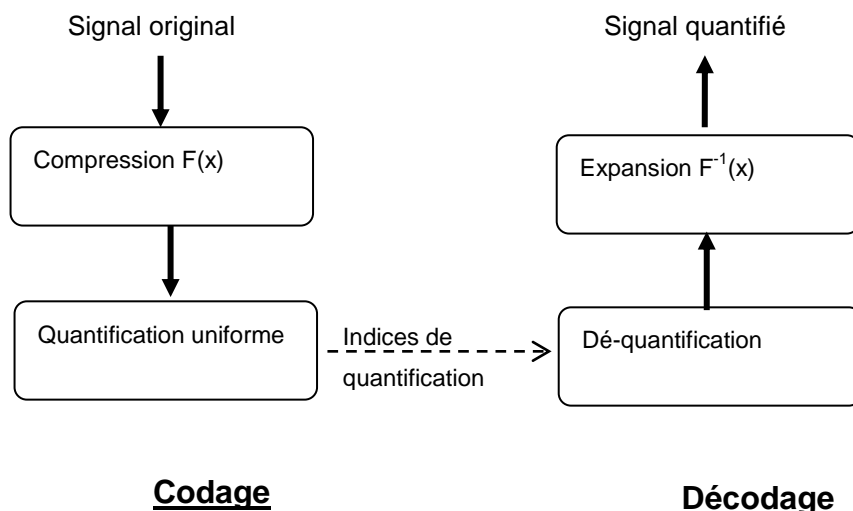 Signal original
Signal quantifié
Compression F(x)
Expansion F⁻¹(x)
Quantification uniforme
Indices de
quantification
Dé-quantification
Codage
Décodage